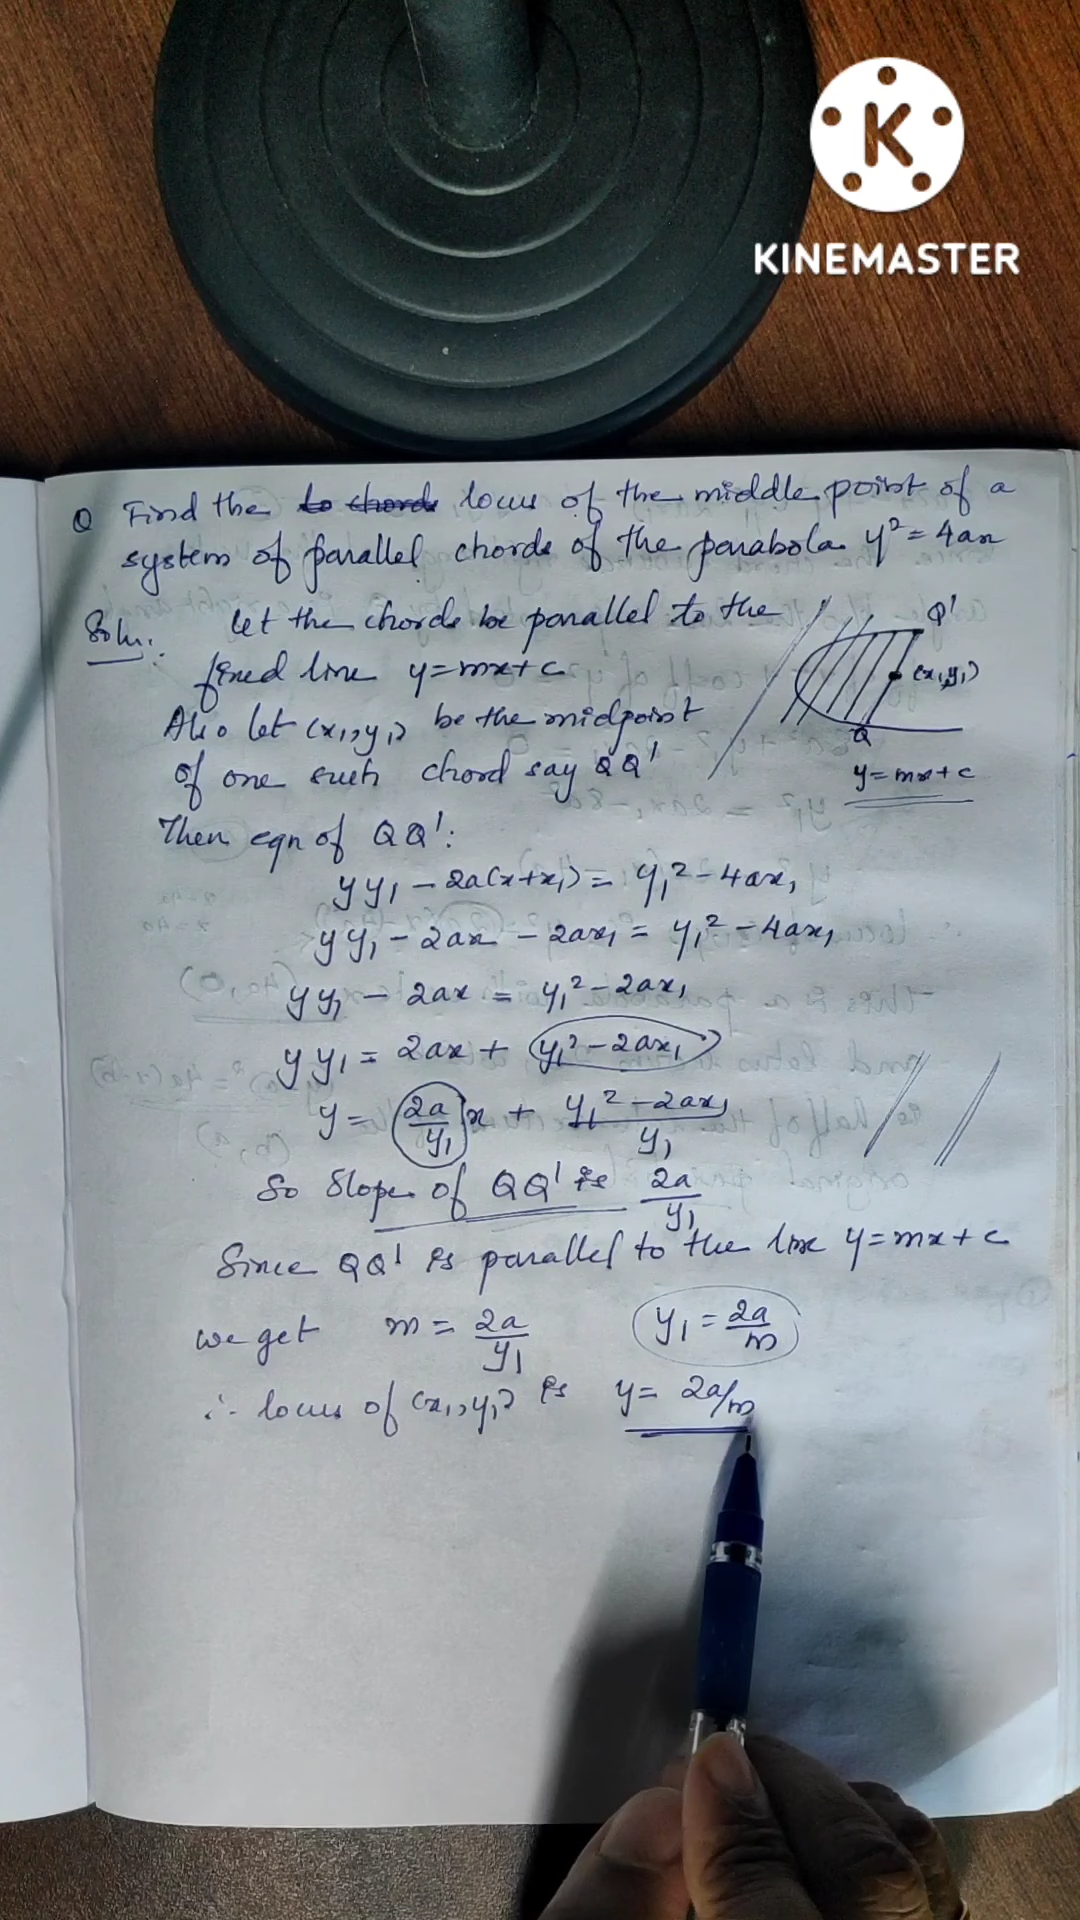 K
KINEMASTER
Q Find the to chords locus of the middle point of a
system of parallel chords of the parabola y² = 4ax
Soln: Let the chords be parallel to the
fixed line y=mx+c
Also let (x₁,y₁) be the midpoint
of one such chord say QQ'
Q'
(x₁,y₁)
Q
y=mx+c
Then eqn of QQ':
yy₁ - 2a(x+x₁) = y₁² - 4ax₁
yy₁ - 2ax - 2ax₁ = y₁² - 4ax₁
yy₁ - 2ax = y₁² - 2ax₁
yy₁ = 2ax + y₁² - 2ax₁
y = (2a/y₁)x + (y₁² - 2ax₁)/y₁
So Slope of QQ' is 2a/y₁
Since QQ' is parallel to the line y=mx+c
we get m = 2a/y₁ y₁ = 2a/m
∴ locus of (x₁,y₁) is y = 2a/m